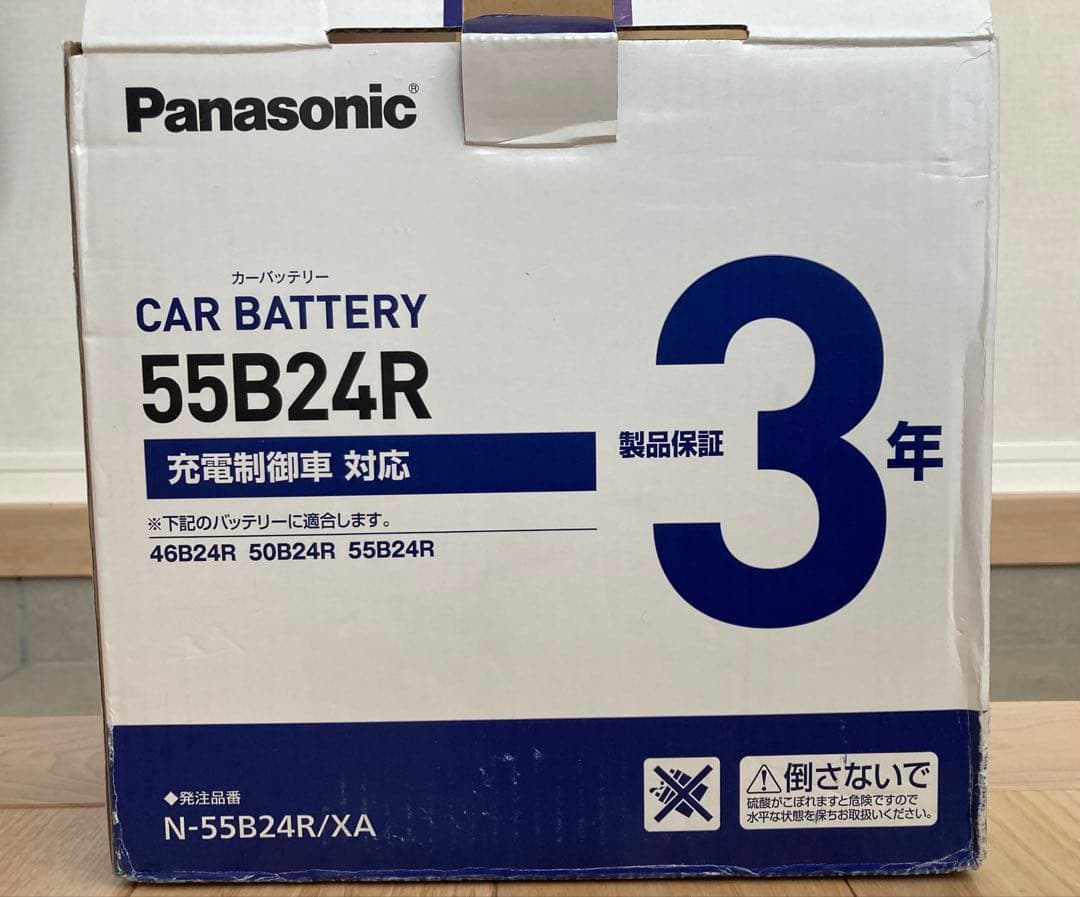 Panasonic®
カーバッテリー
CAR BATTERY
55B24R
充電制御車 対応
※下記のバッテリーに適合します。
46B24R 50B24R 55B24R
製品保証 3年
◆発注品番
N-55B24R/XA
⚠倒さないで
硫酸がこぼれますと危険ですので
水平な状態を保ちお取扱いください。